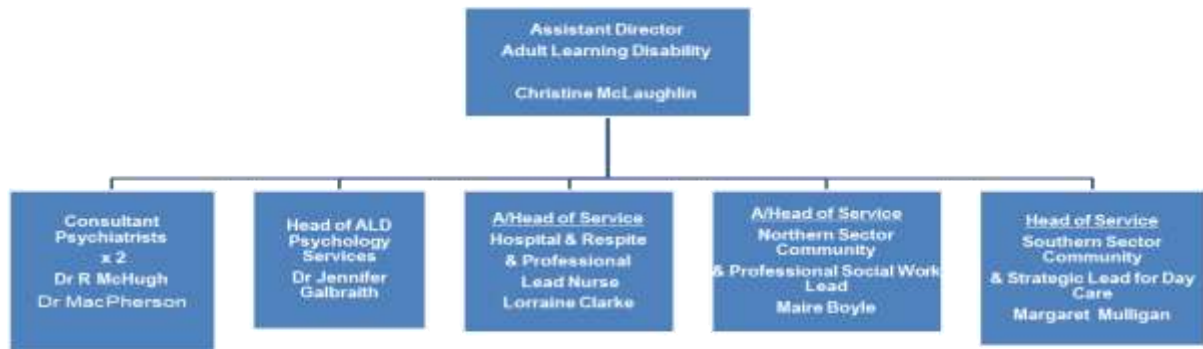 Assistant Director
Adult Learning Disability
Christine McLaughlin
Consultant
Psychiatrists
x 2
Dr R McHugh
Dr MacPherson
Head of ALD
Psychology
Services
Dr Jennifer
Galbraith
A/Head of Service
Hospital & Respite
& Professional
Lead Nurse
Lorraine Clarke
A/Head of Service
Northern Sector
Community
& Professional Social Work
Lead
Maire Boyle
Head of Service
Southern Sector
Community
& Strategic Lead for Day
Care
Margaret Mulligan